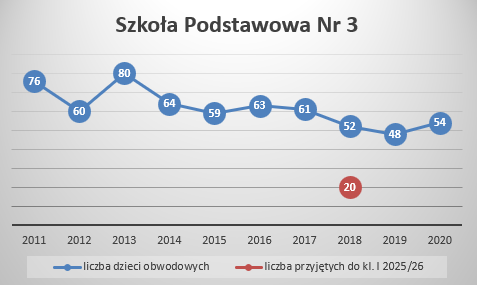 Szkoła Podstawowa Nr 3
76 60 80 64 59 63 61 52 48 54
20
2011 2012 2013 2014 2015 2016 2017 2018 2019 2020
liczba dzieci obwodowych liczba przyjętych do kl. I 2025/26